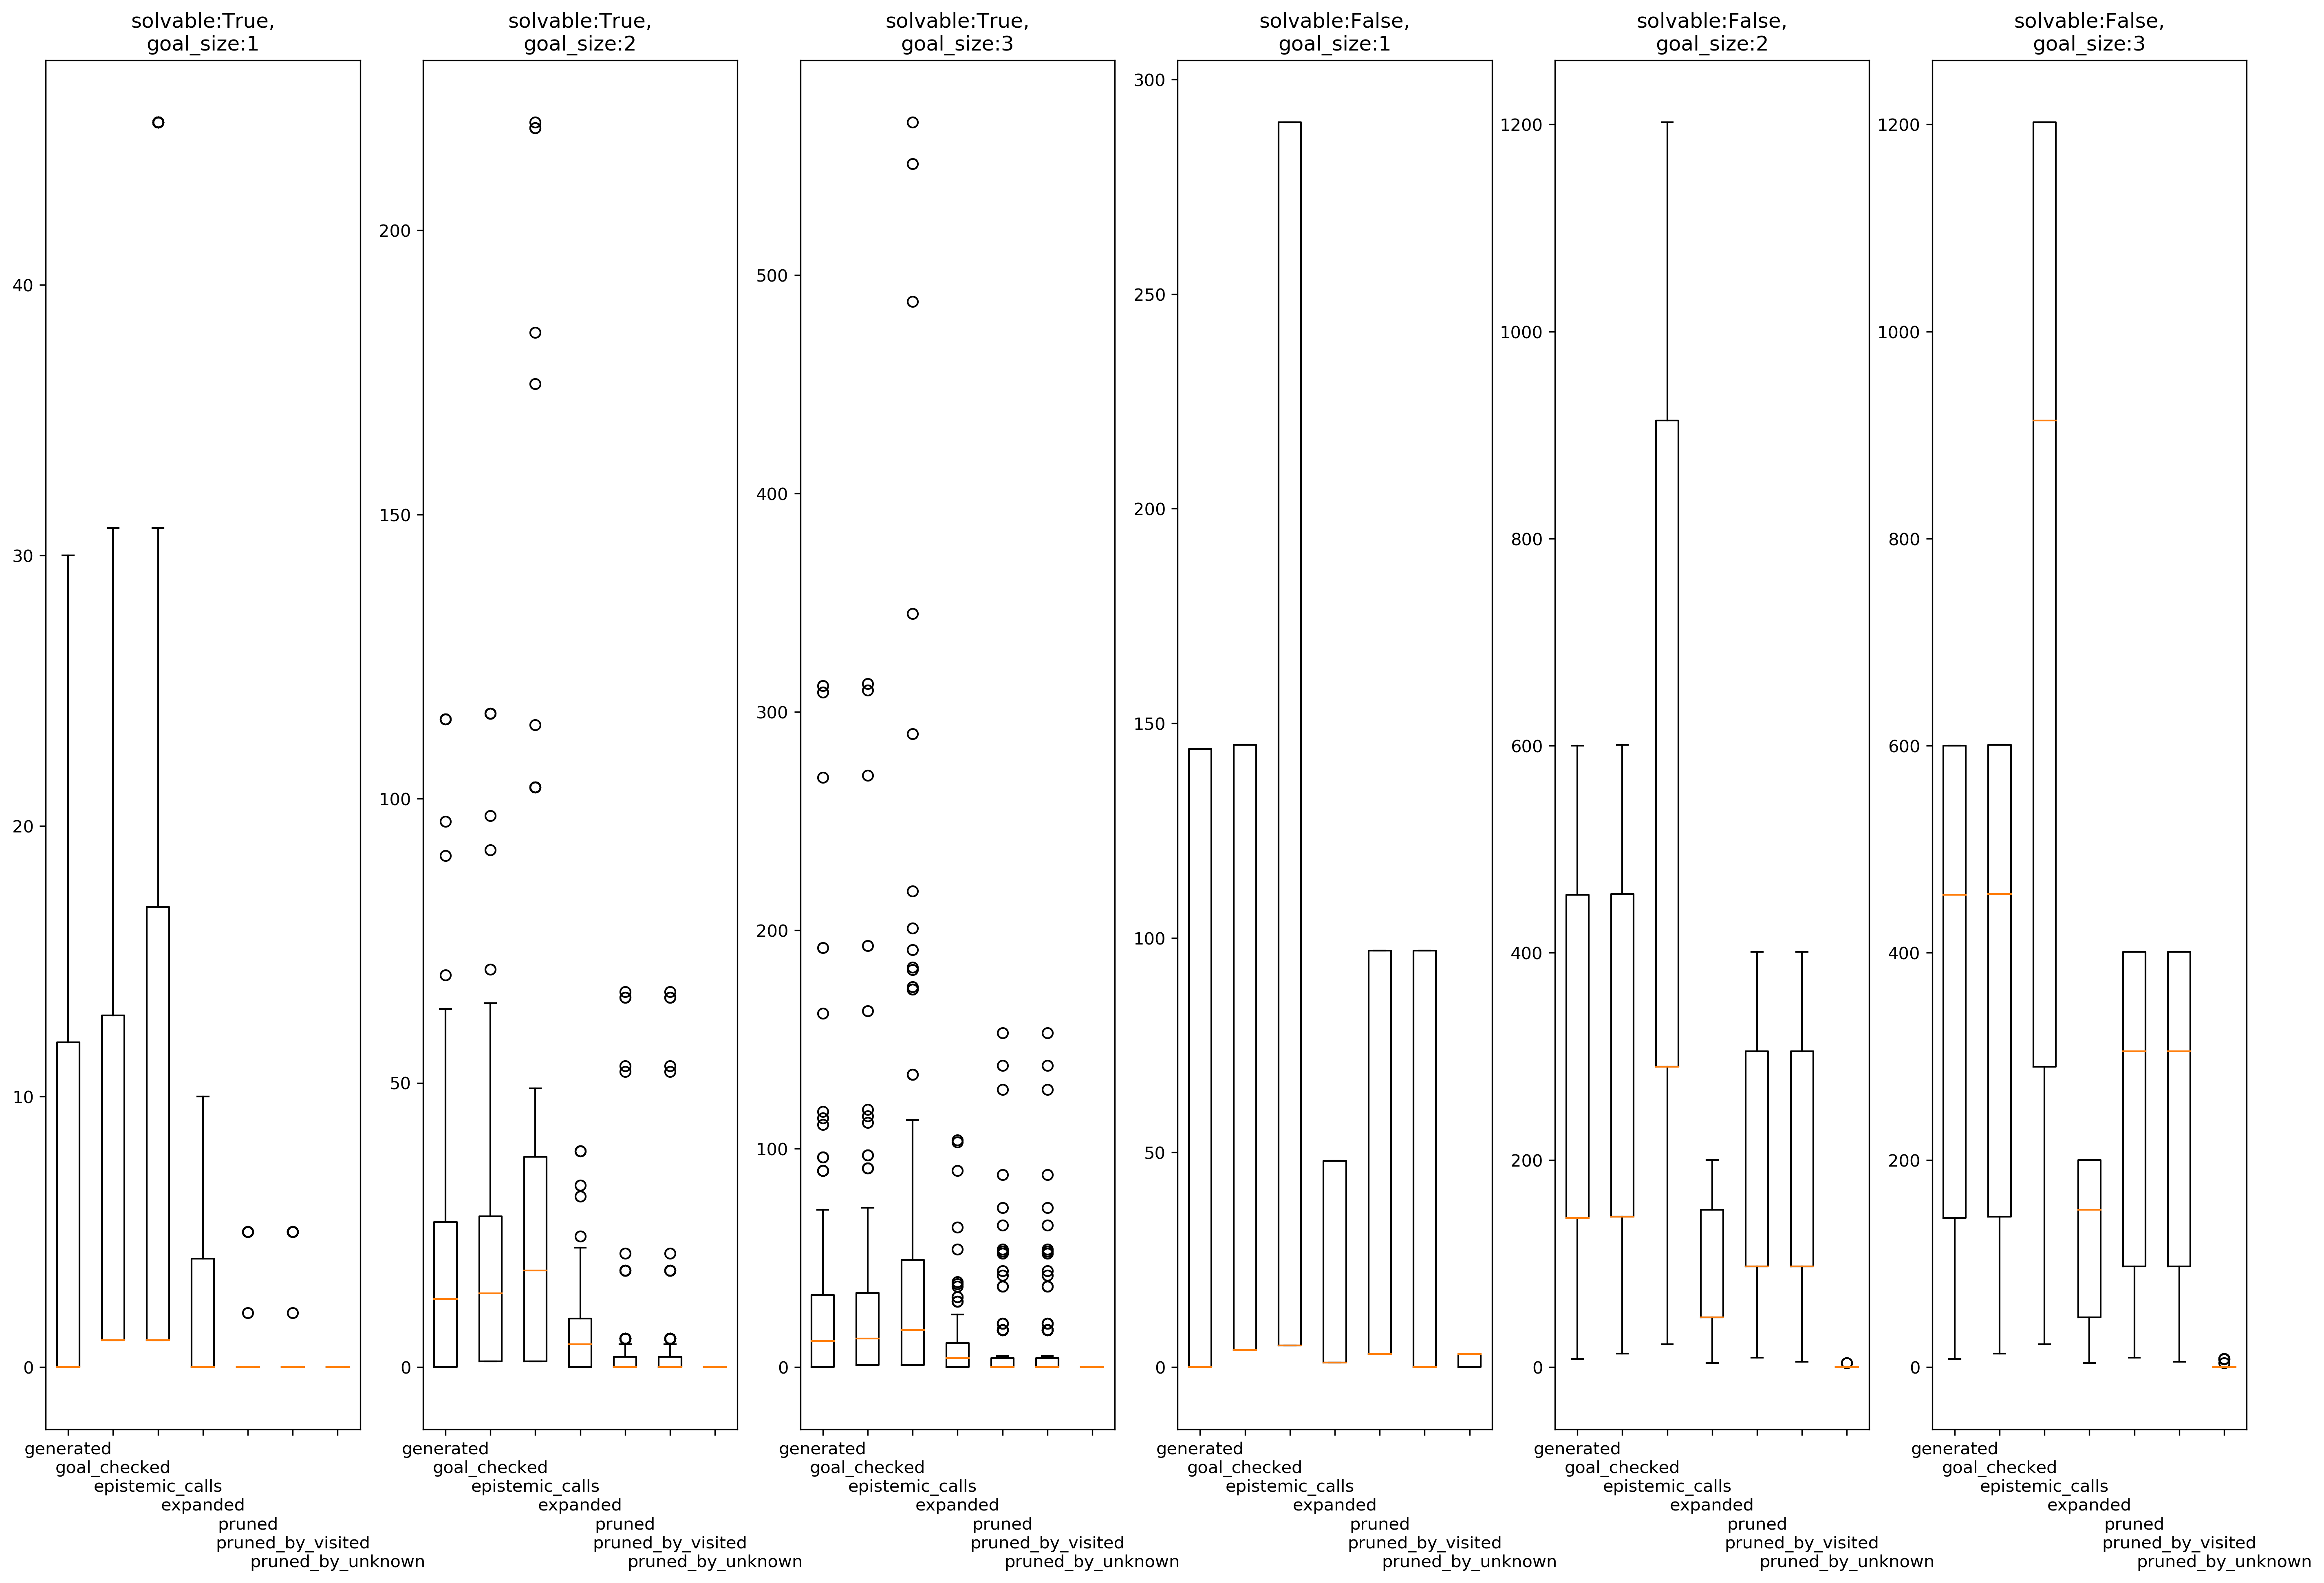 solvable:True,
goal_size:1
40
30
20
10
0
generated
goal_checked
epistemic_calls
expanded
pruned
pruned_by_visited
pruned_by_unknown
solvable:True,
goal_size:2
200
150
100
50
0
generated
goal_checked
epistemic_calls
expanded
pruned
pruned_by_visited
pruned_by_unknown
solvable:True,
goal_size:3
500
400
300
200
100
0
generated
goal_checked
epistemic_calls
expanded
pruned
pruned_by_visited
pruned_by_unknown
solvable:False,
goal_size:1
300
250
200
150
100
50
0
generated
goal_checked
epistemic_calls
expanded
pruned
pruned_by_visited
pruned_by_unknown
solvable:False,
goal_size:2
1200
1000
800
600
400
200
0
generated
goal_checked
epistemic_calls
expanded
pruned
pruned_by_visited
pruned_by_unknown
solvable:False,
goal_size:3
1200
1000
800
600
400
200
0
generated
goal_checked
epistemic_calls
expanded
pruned
pruned_by_visited
pruned_by_unknown